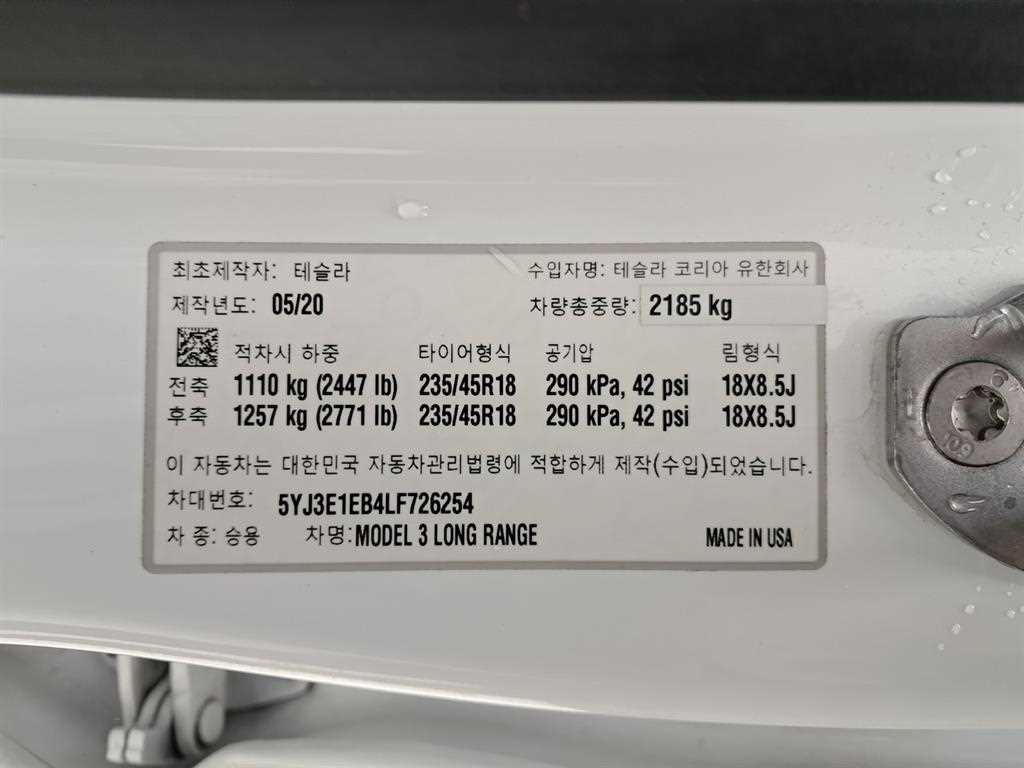 최초제작자: 테슬라 수입자명: 테슬라 코리아 유한회사
제작년도: 05/20 차량총중량: 2185 kg
적차시 하중 타이어형식 공기압 림형식
전축 1110 kg (2447 lb) 235/45R18 290 kPa, 42 psi 18X8.5J
후축 1257 kg (2771 lb) 235/45R18 290 kPa, 42 psi 18X8.5J
이 자동차는 대한민국 자동차관리법령에 적합하게 제작(수입)되었습니다.
차대번호: 5YJ3E1EB4LF726254
차 종: 승용 차명: MODEL 3 LONG RANGE MADE IN USA
10.9